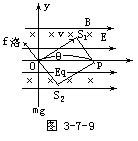 y
B
× × v × S₁ ×
f洛
E
O θ P
× Eq × ×
S₂
mg
图 3-7-9